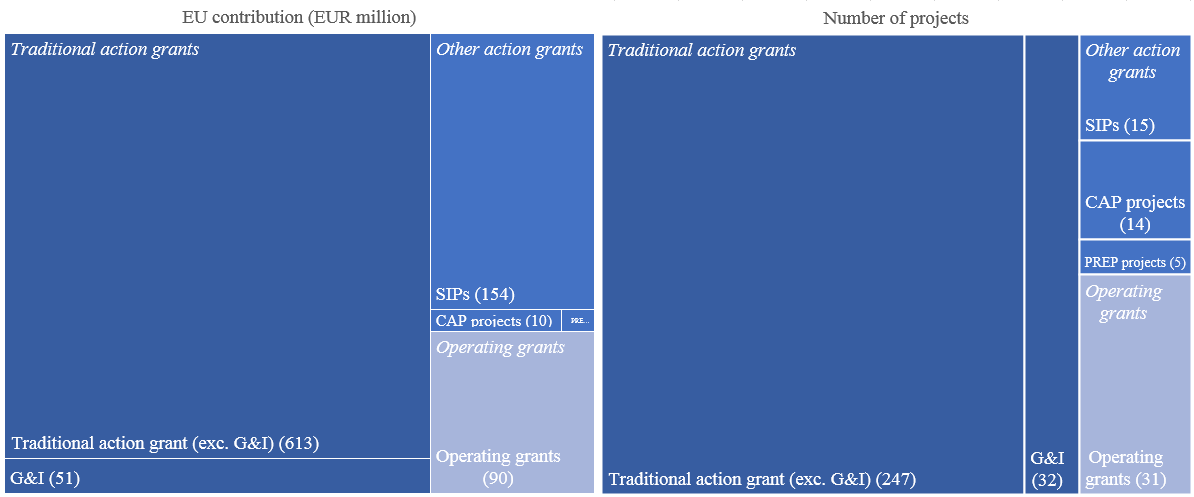 EU contribution (EUR million)
Traditional action grants
Other action grants
SIPs (154)
CAP projects (10)
PRE...
Operating grants
Operating grants
(90)
Traditional action grant (exc. G&I) (613)
G&I (51)
Number of projects
Traditional action grants
Traditional action grant (exc. G&I) (247)
G&I
(32)
Other action
grants
SIPs (15)
CAP projects
(14)
PREP projects (5)
Operating
grants
Operating
grants (31)